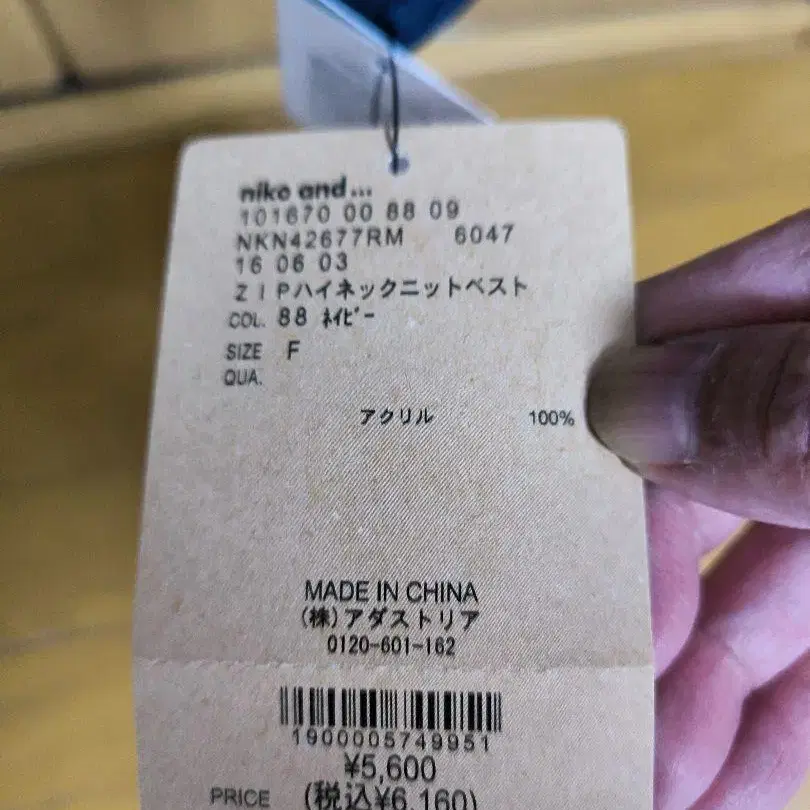 niko and...
101670 00 88 09
NKN42677RM 6047
16 06 03
ZIPハイネックニットベスト
COL. 88 ﾈｲﾋﾞｰ
SIZE F
QUA.
アクリル 100%
MADE IN CHINA
(株)アダストリア
0120-601-162
1900005749951
¥5,600
PRICE (税込¥6,160)